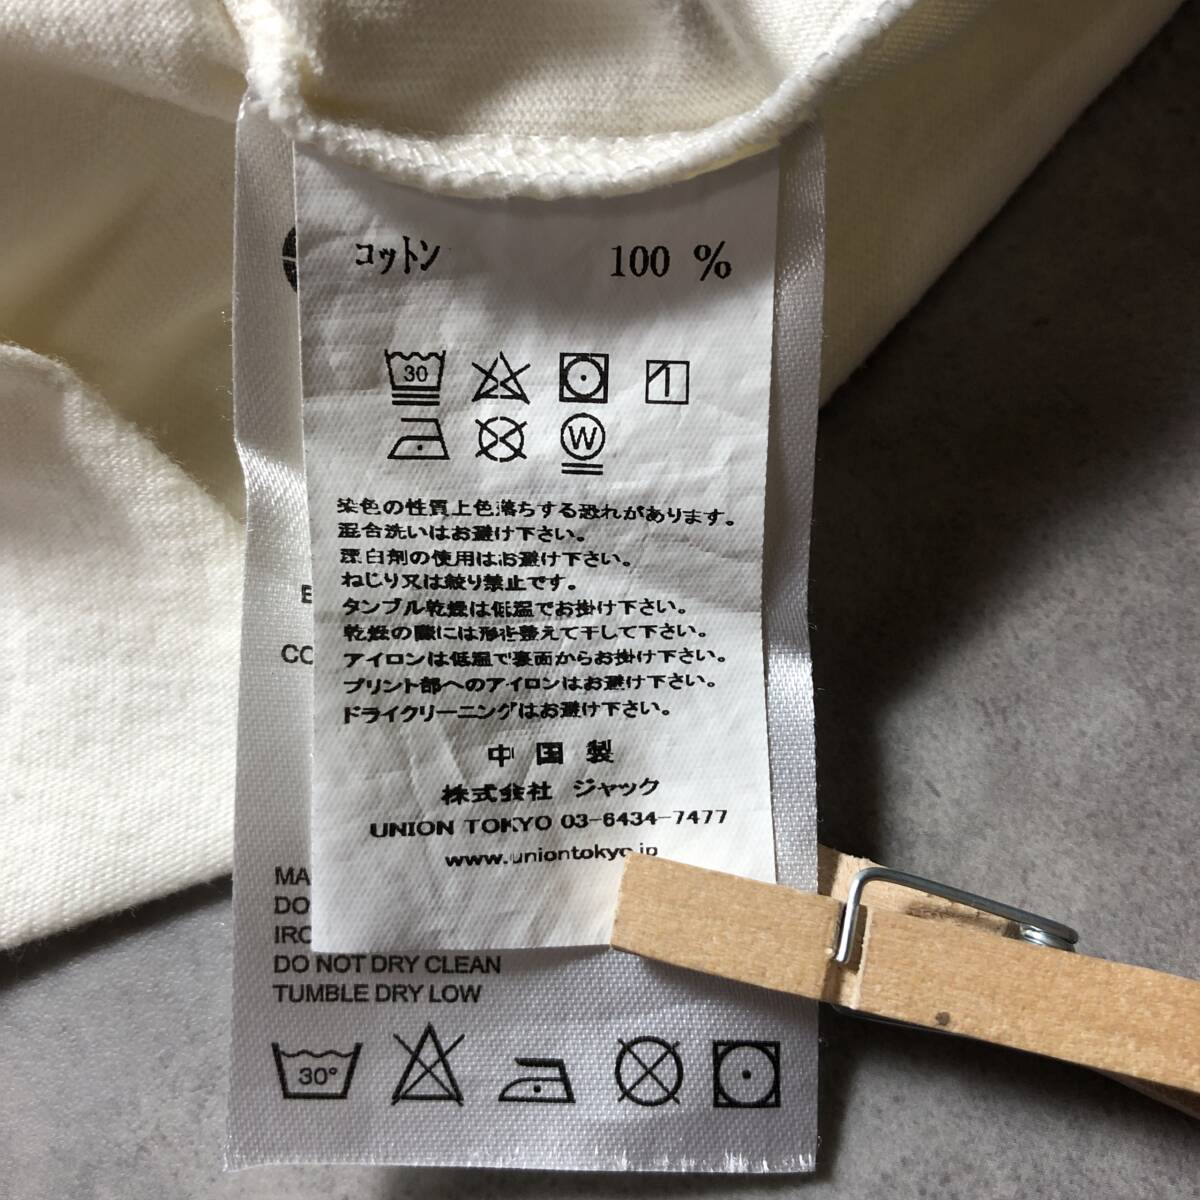 コットン 100 %
30
W
染色の性質上色落ちする恐れがあります。
混合洗いはお避け下さい。
漂白剤の使用はお避け下さい。
ねじり又は絞り禁止です。
タンブル乾燥は低温でお掛け下さい。
乾燥の際には形を整えて干して下さい。
アイロンは低温で裏面からお掛け下さい。
プリント部へのアイロンはお避け下さい。
ドライクリーニングはお避け下さい。
中国製
株式会社 ジャック
UNION TOKYO 03-6434-7477
www.uniontokyo.jp
DO NOT DRY CLEAN
TUMBLE DRY LOW
30°